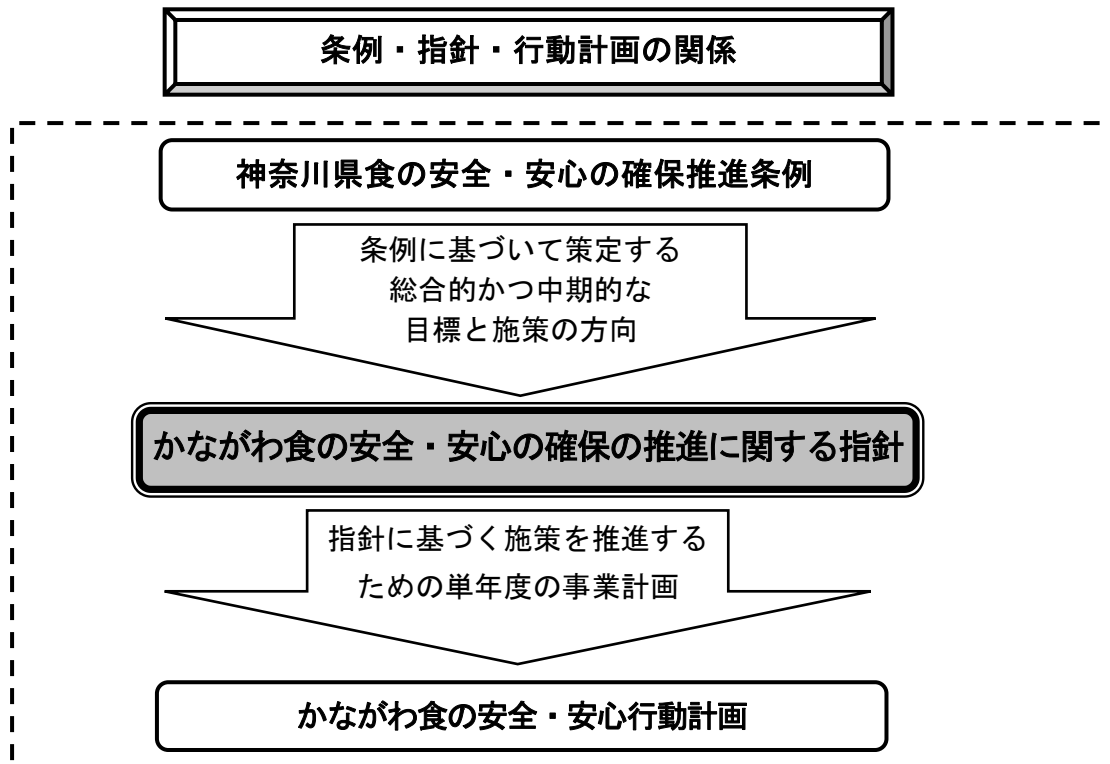 条例・指針・行動計画の関係
神奈川県食の安全・安心の確保推進条例
条例に基づいて策定する
総合的かつ中期的な
目標と施策の方向
かながわ食の安全・安心の確保の推進に関する指針
指針に基づく施策を推進する
ための単年度の事業計画
かながわ食の安全・安心行動計画